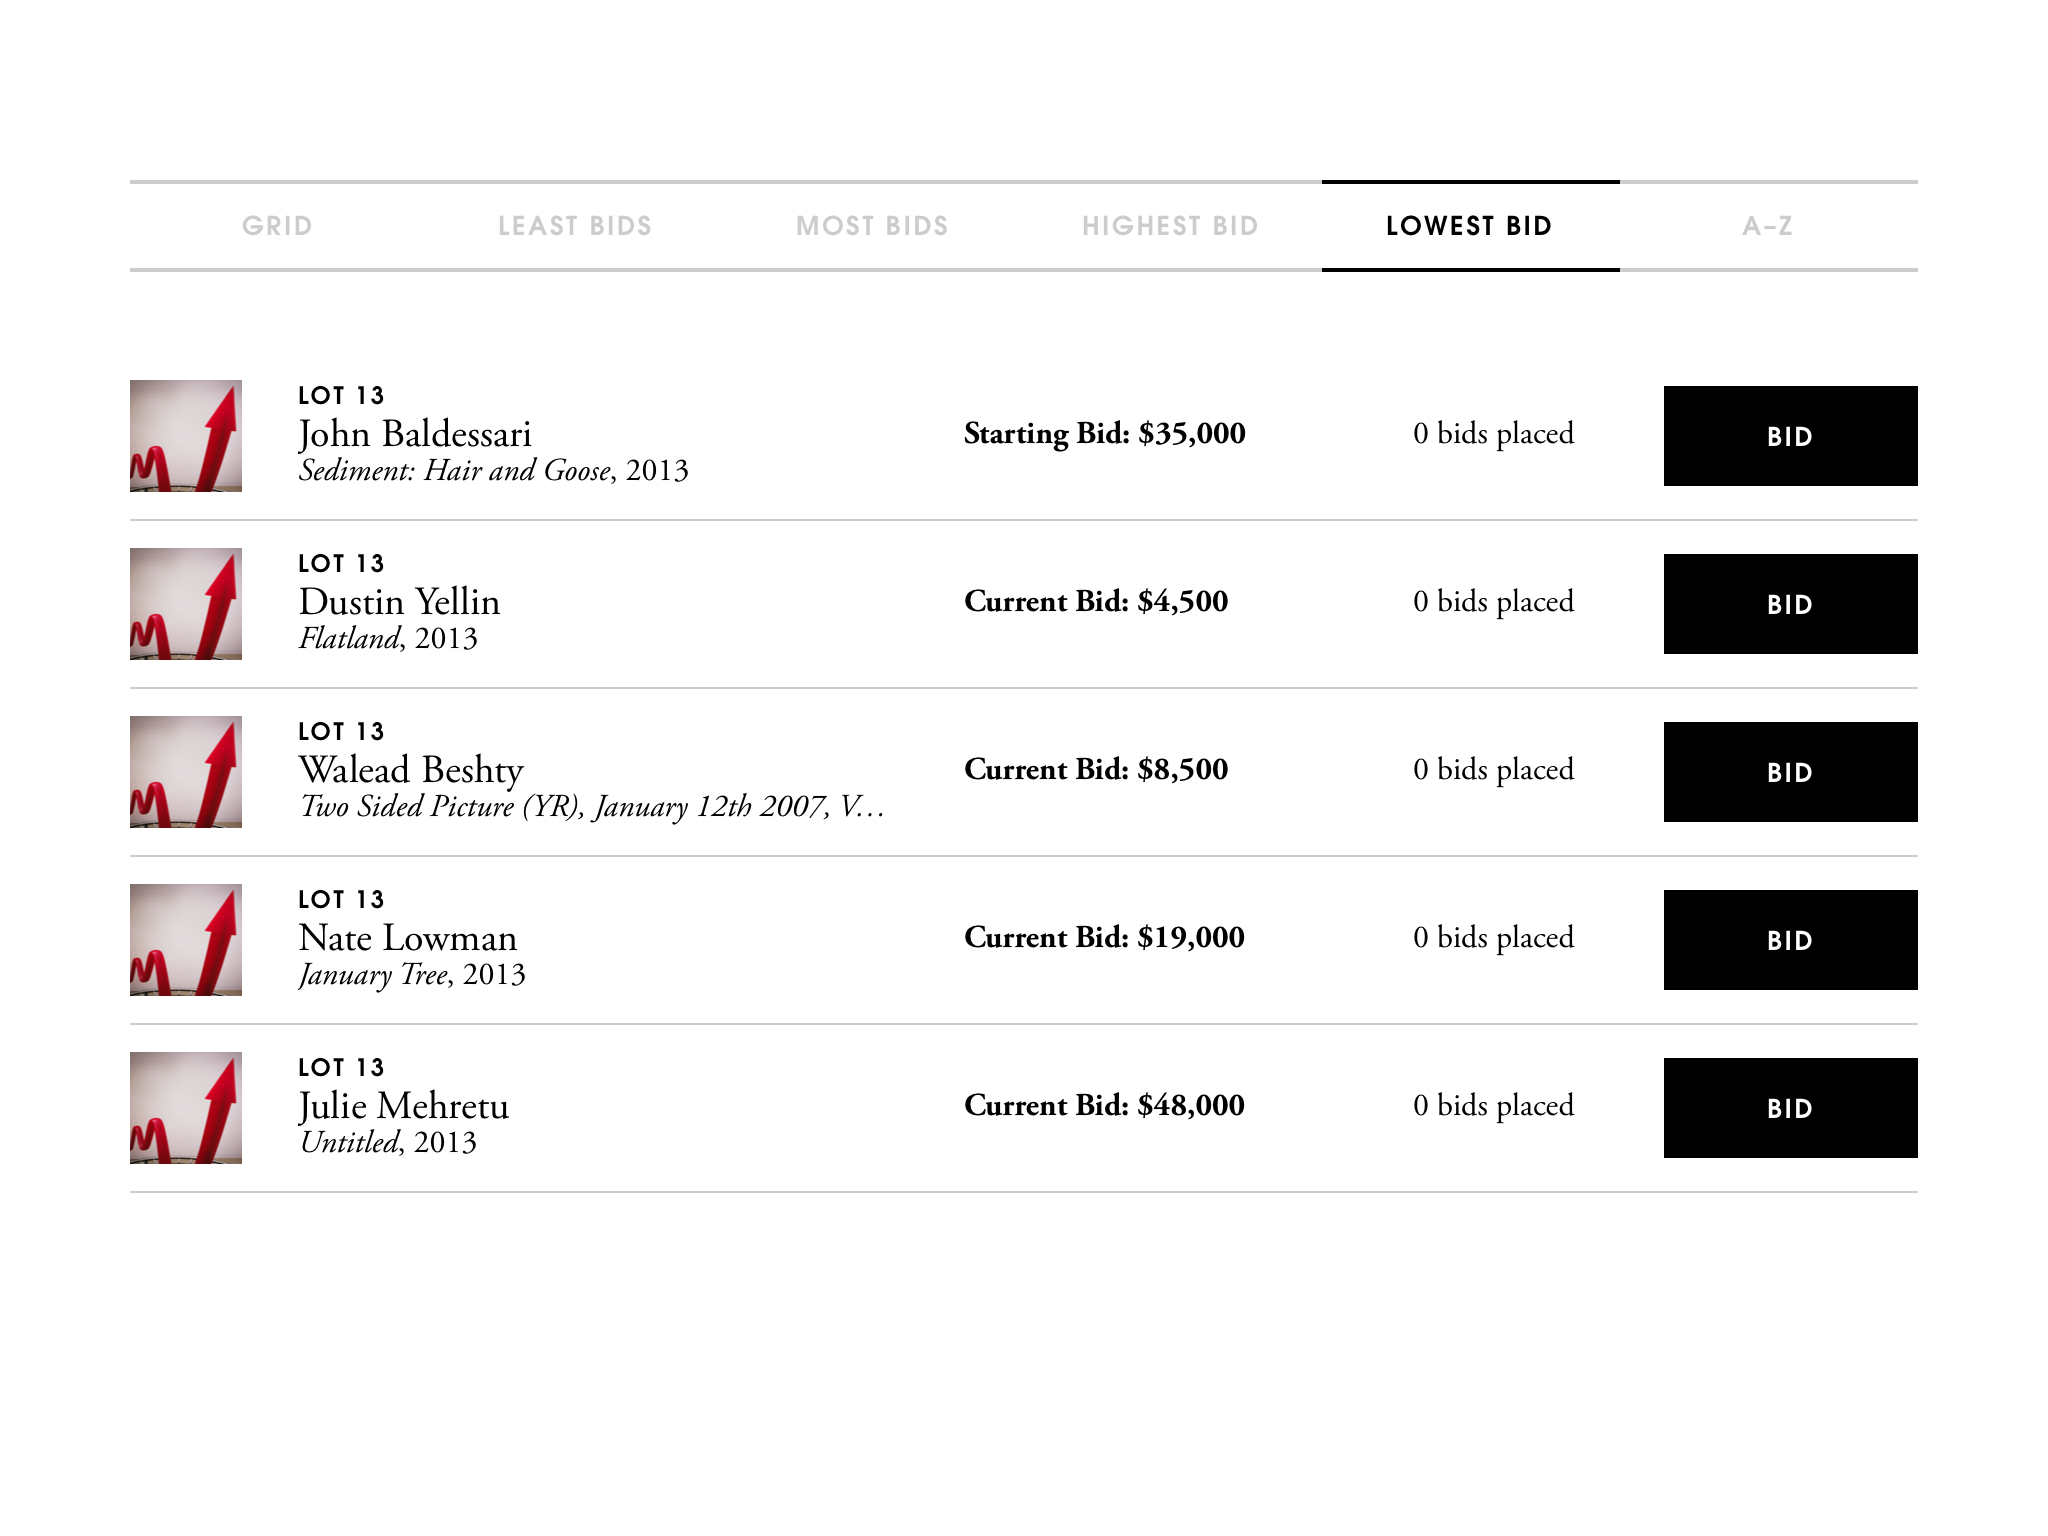 GRID LEAST BIDS MOST BIDS HIGHEST BID LOWEST BID A–Z
LOT 13
John Baldessari
Sediment: Hair and Goose, 2013
Starting Bid: $35,000
0 bids placed
BID
LOT 13
Dustin Yellin
Flatland, 2013
Current Bid: $4,500
0 bids placed
BID
LOT 13
Walead Beshty
Two Sided Picture (YR), January 12th 2007, V…
Current Bid: $8,500
0 bids placed
BID
LOT 13
Nate Lowman
January Tree, 2013
Current Bid: $19,000
0 bids placed
BID
LOT 13
Julie Mehretu
Untitled, 2013
Current Bid: $48,000
0 bids placed
BID